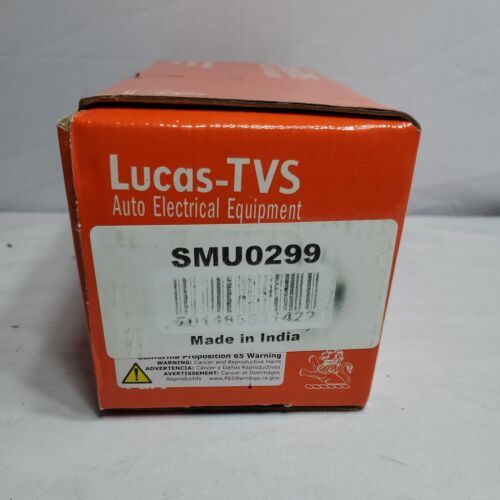 Lucas-TVS
Auto Electrical Equipment
SMU0299
Made in India
California Proposition 65 Warning
WARNING: Cancer and Reproductive Harm
ADVERTENCIA: Cáncer y Daños Reproductivos
AVERTISSEMENT: Cancer et Dommages
Reproductifs www.P65Warnings.ca.gov